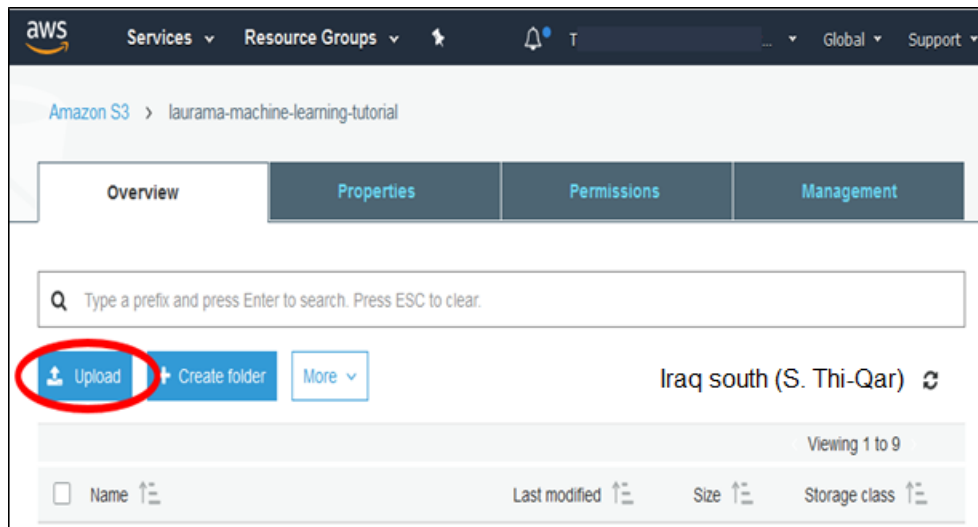 aws Services Resource Groups T ... Global Support
Amazon S3 > laurama-machine-learning-tutorial
Overview Properties Permissions Management
Type a prefix and press Enter to search. Press ESC to clear.
Upload + Create folder More Iraq south (S. Thi-Qar)
Viewing 1 to 9
Name Last modified Size Storage class